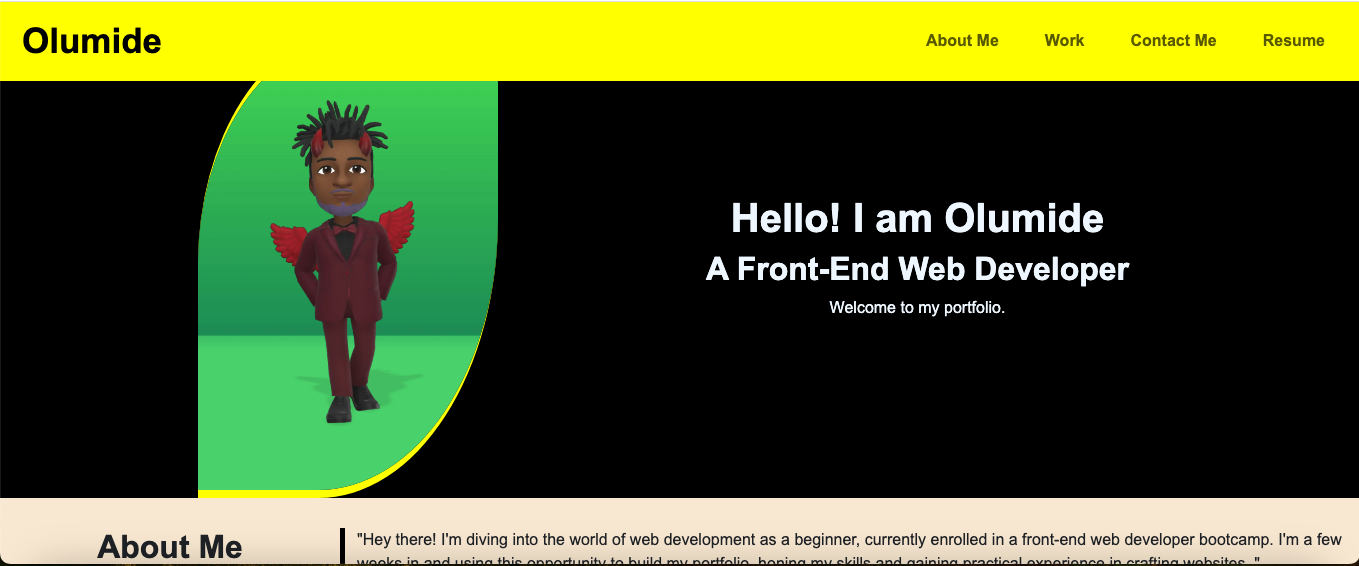 Olumide
About Me
Work
Contact Me
Resume
Hello! I am Olumide
A Front-End Web Developer
Welcome to my portfolio.
About Me
"Hey there! I'm diving into the world of web development as a beginner, currently enrolled in a front-end web developer bootcamp. I'm a few
weeks in and using this opportunity to build my portfolio, honing my skills and gaining practical experience in crafting websites. "